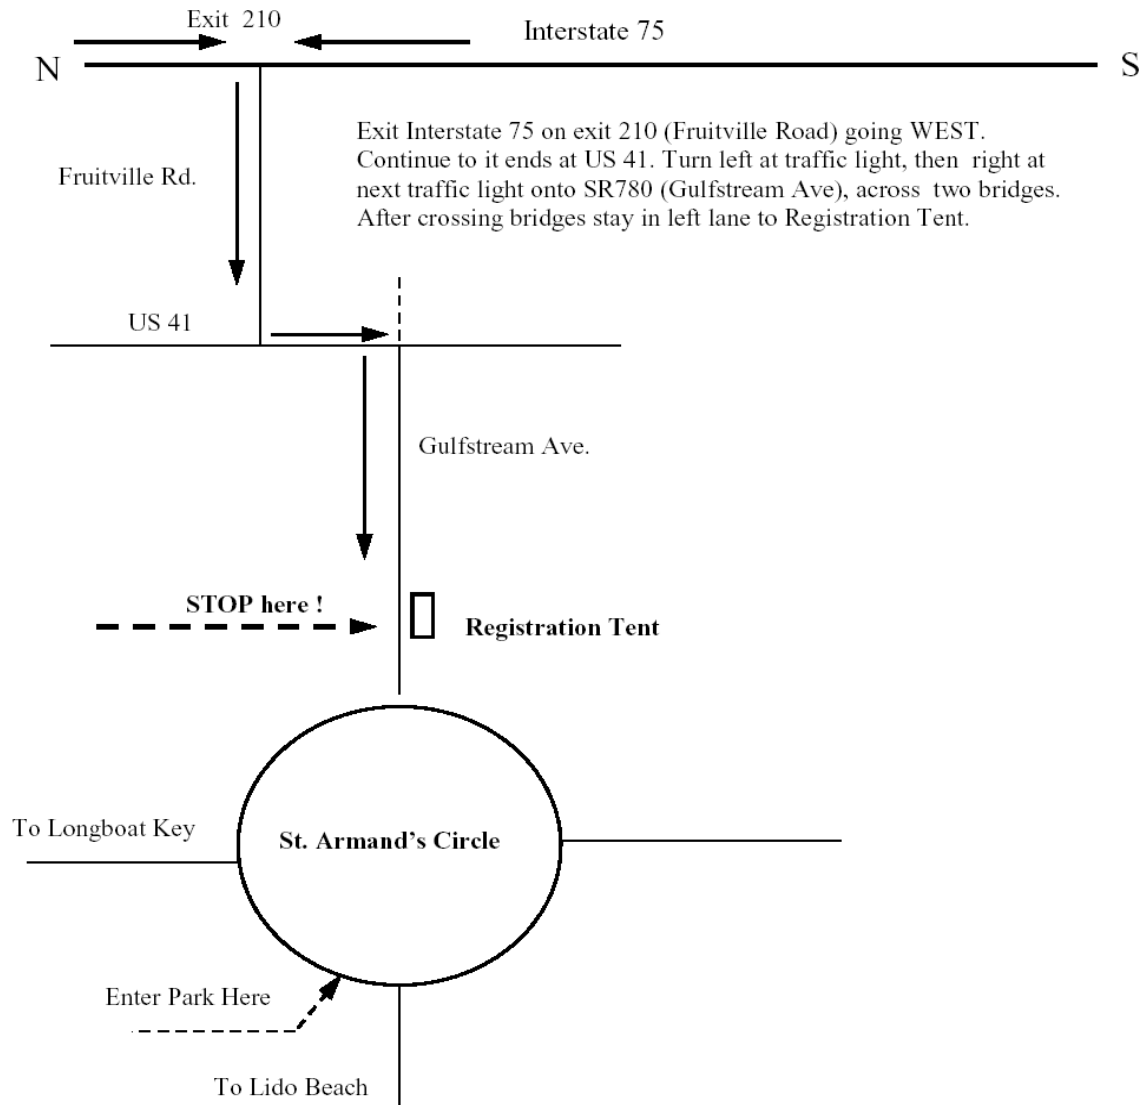 Exit 210
Interstate 75
N
S
Exit Interstate 75 on exit 210 (Fruitville Road) going WEST.
Continue to it ends at US 41. Turn left at traffic light, then right at
next traffic light onto SR780 (Gulfstream Ave), across two bridges.
After crossing bridges stay in left lane to Registration Tent.
Fruitville Rd.
US 41
Gulfstream Ave.
STOP here !
Registration Tent
To Longboat Key
St. Armand's Circle
Enter Park Here
To Lido Beach